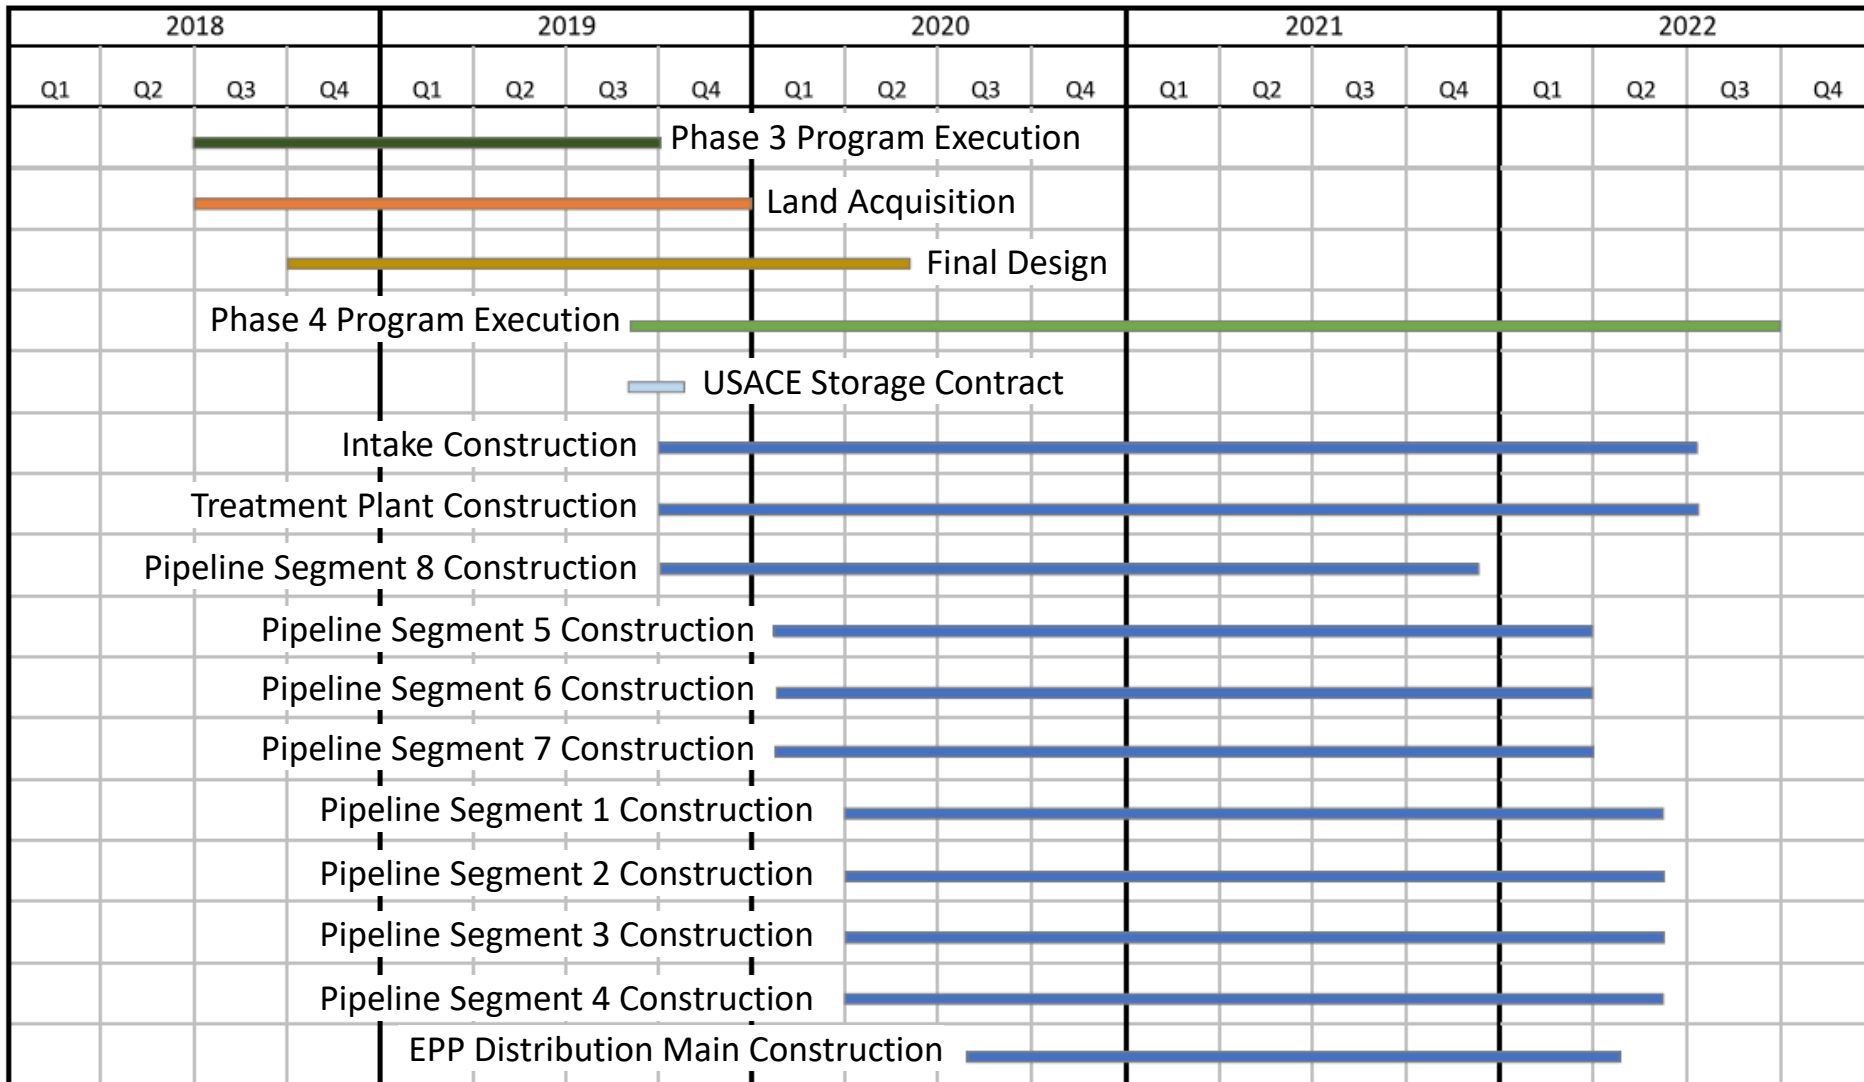 2018 2019 2020 2021 2022
Q1 Q2 Q3 Q4 Q1 Q2 Q3 Q4 Q1 Q2 Q3 Q4 Q1 Q2 Q3 Q4 Q1 Q2 Q3 Q4
Phase 3 Program Execution
Land Acquisition
Final Design
Phase 4 Program Execution
USACE Storage Contract
Intake Construction
Treatment Plant Construction
Pipeline Segment 8 Construction
Pipeline Segment 5 Construction
Pipeline Segment 6 Construction
Pipeline Segment 7 Construction
Pipeline Segment 1 Construction
Pipeline Segment 2 Construction
Pipeline Segment 3 Construction
Pipeline Segment 4 Construction
EPP Distribution Main Construction